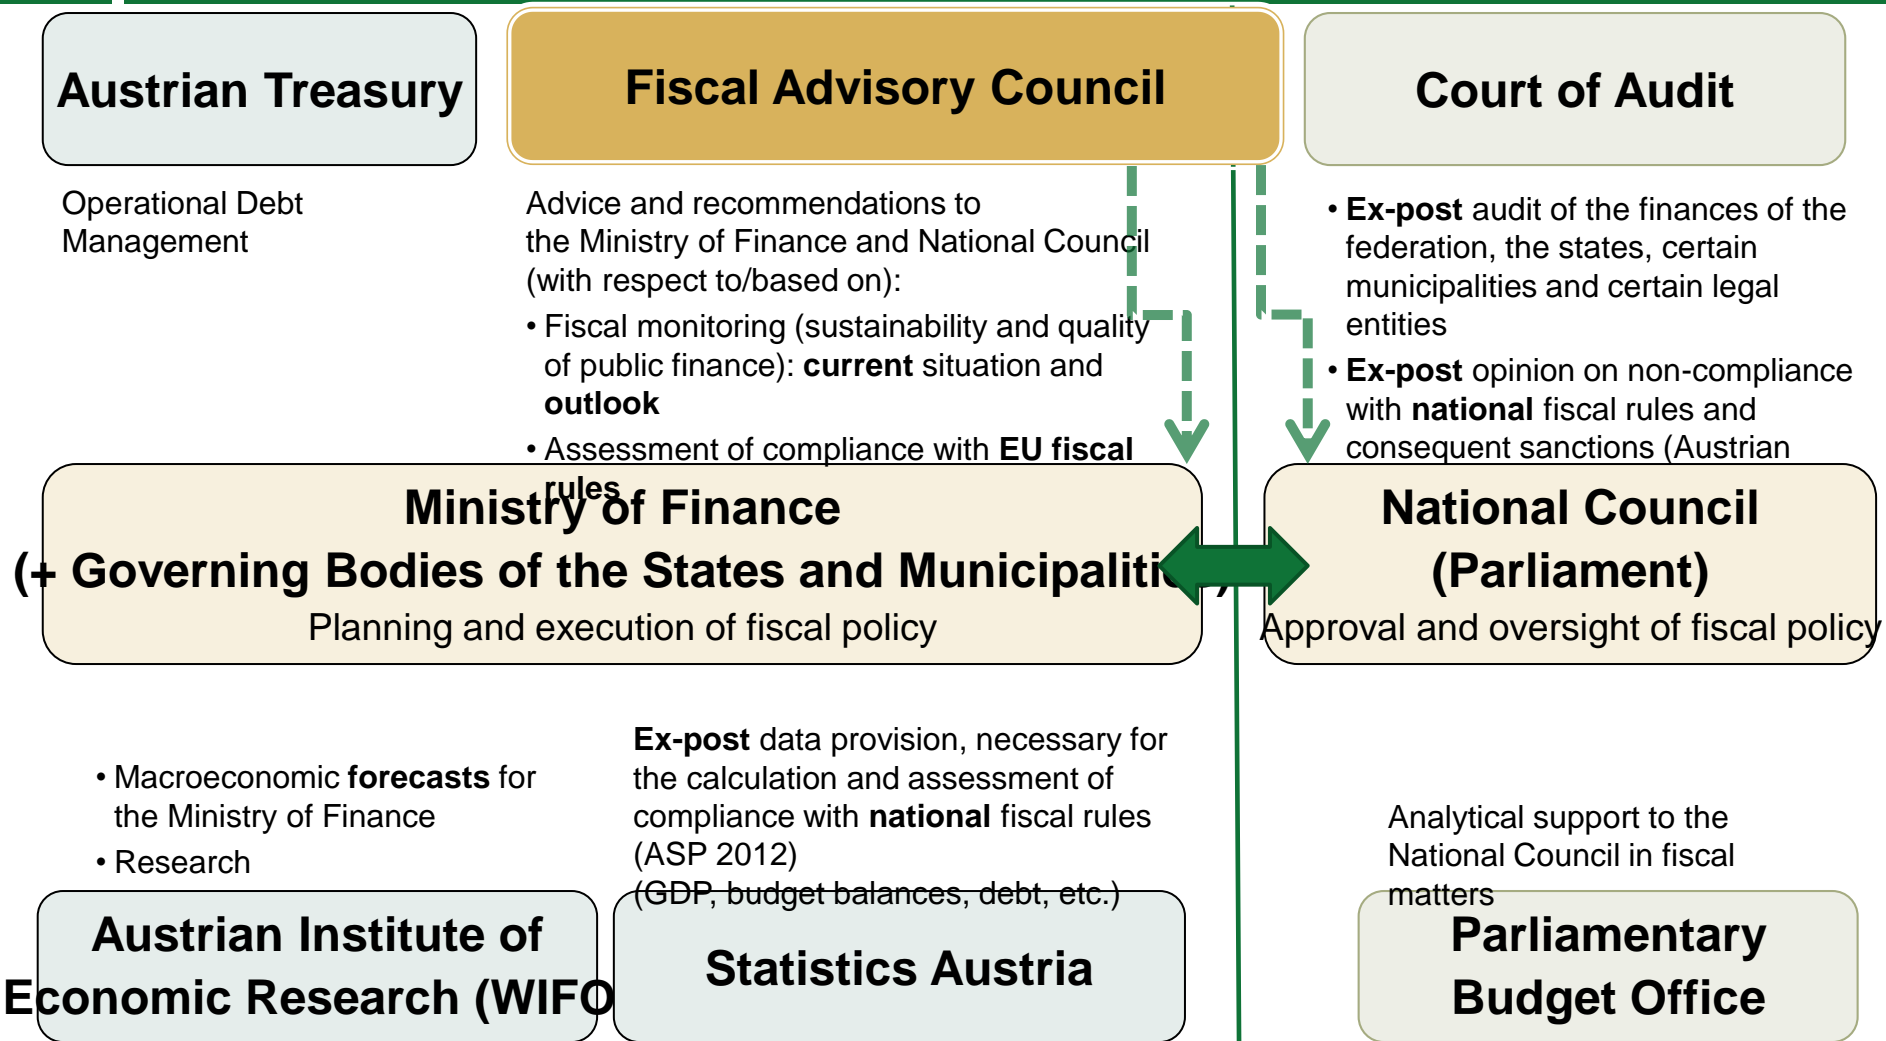 Austrian Treasury
Fiscal Advisory Council
Court of Audit
Operational Debt
Management
Advice and recommendations to
the Ministry of Finance and National Council
(with respect to/based on):
• Fiscal monitoring (sustainability and quality
of public finance): current situation and
outlook
• Assessment of compliance with EU fiscal
rules
• Ex-post audit of the finances of the
federation, the states, certain
municipalities and certain legal
entities
• Ex-post opinion on non-compliance
with national fiscal rules and
consequent sanctions (Austrian
Ministry of Finance
(+ Governing Bodies of the States and Municipalities)
Planning and execution of fiscal policy
National Council
(Parliament)
Approval and oversight of fiscal policy
• Macroeconomic forecasts for
the Ministry of Finance
• Research
Ex-post data provision, necessary for
the calculation and assessment of
compliance with national fiscal rules
(ASP 2012)
(GDP, budget balances, debt, etc.)
Analytical support to the
National Council in fiscal
matters
Austrian Institute of
Economic Research (WIFO
Statistics Austria
Parliamentary
Budget Office